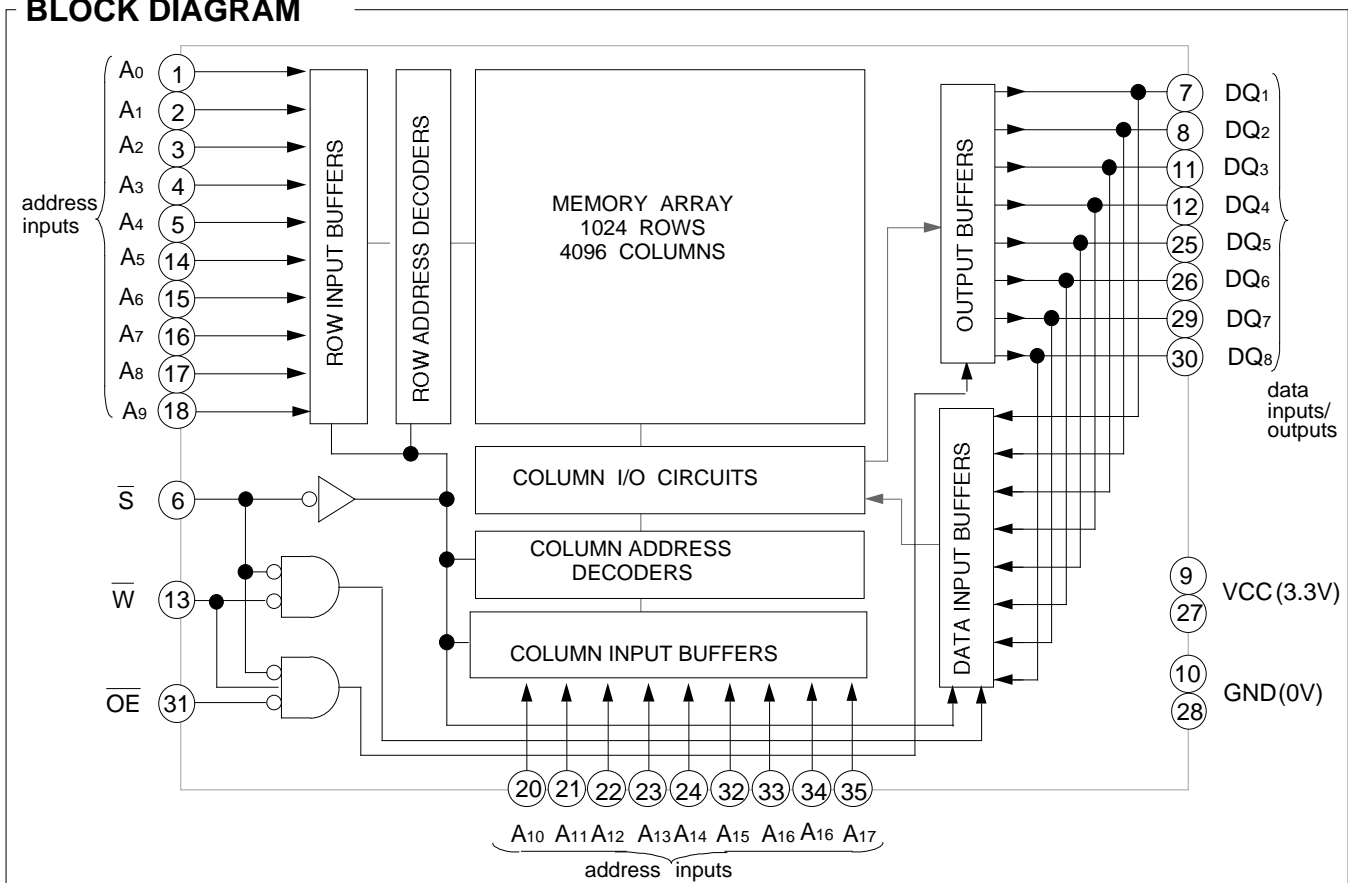 BLOCK DIAGRAM
A0 1
A1 2
A2 3
A3 4
A4 5
A5 14
A6 15
A7 16
A8 17
A9 18
address
inputs
S̅ 6
W̅ 13
O̅E̅ 31
ROW INPUT BUFFERS
ROW ADDRESS DECODERS
MEMORY ARRAY
1024 ROWS
4096 COLUMNS
COLUMN I/O CIRCUITS
COLUMN ADDRESS
DECODERS
COLUMN INPUT BUFFERS
OUTPUT BUFFERS
DATA INPUT BUFFERS
7 DQ1
8 DQ2
11 DQ3
12 DQ4
25 DQ5
26 DQ6
29 DQ7
30 DQ8
data
inputs/
outputs
9
27
VCC (3.3V)
10
28
GND (0V)
20 21 22 23 24 32 33 34 35
A10 A11 A12 A13 A14 A15 A16 A16 A17
address inputs